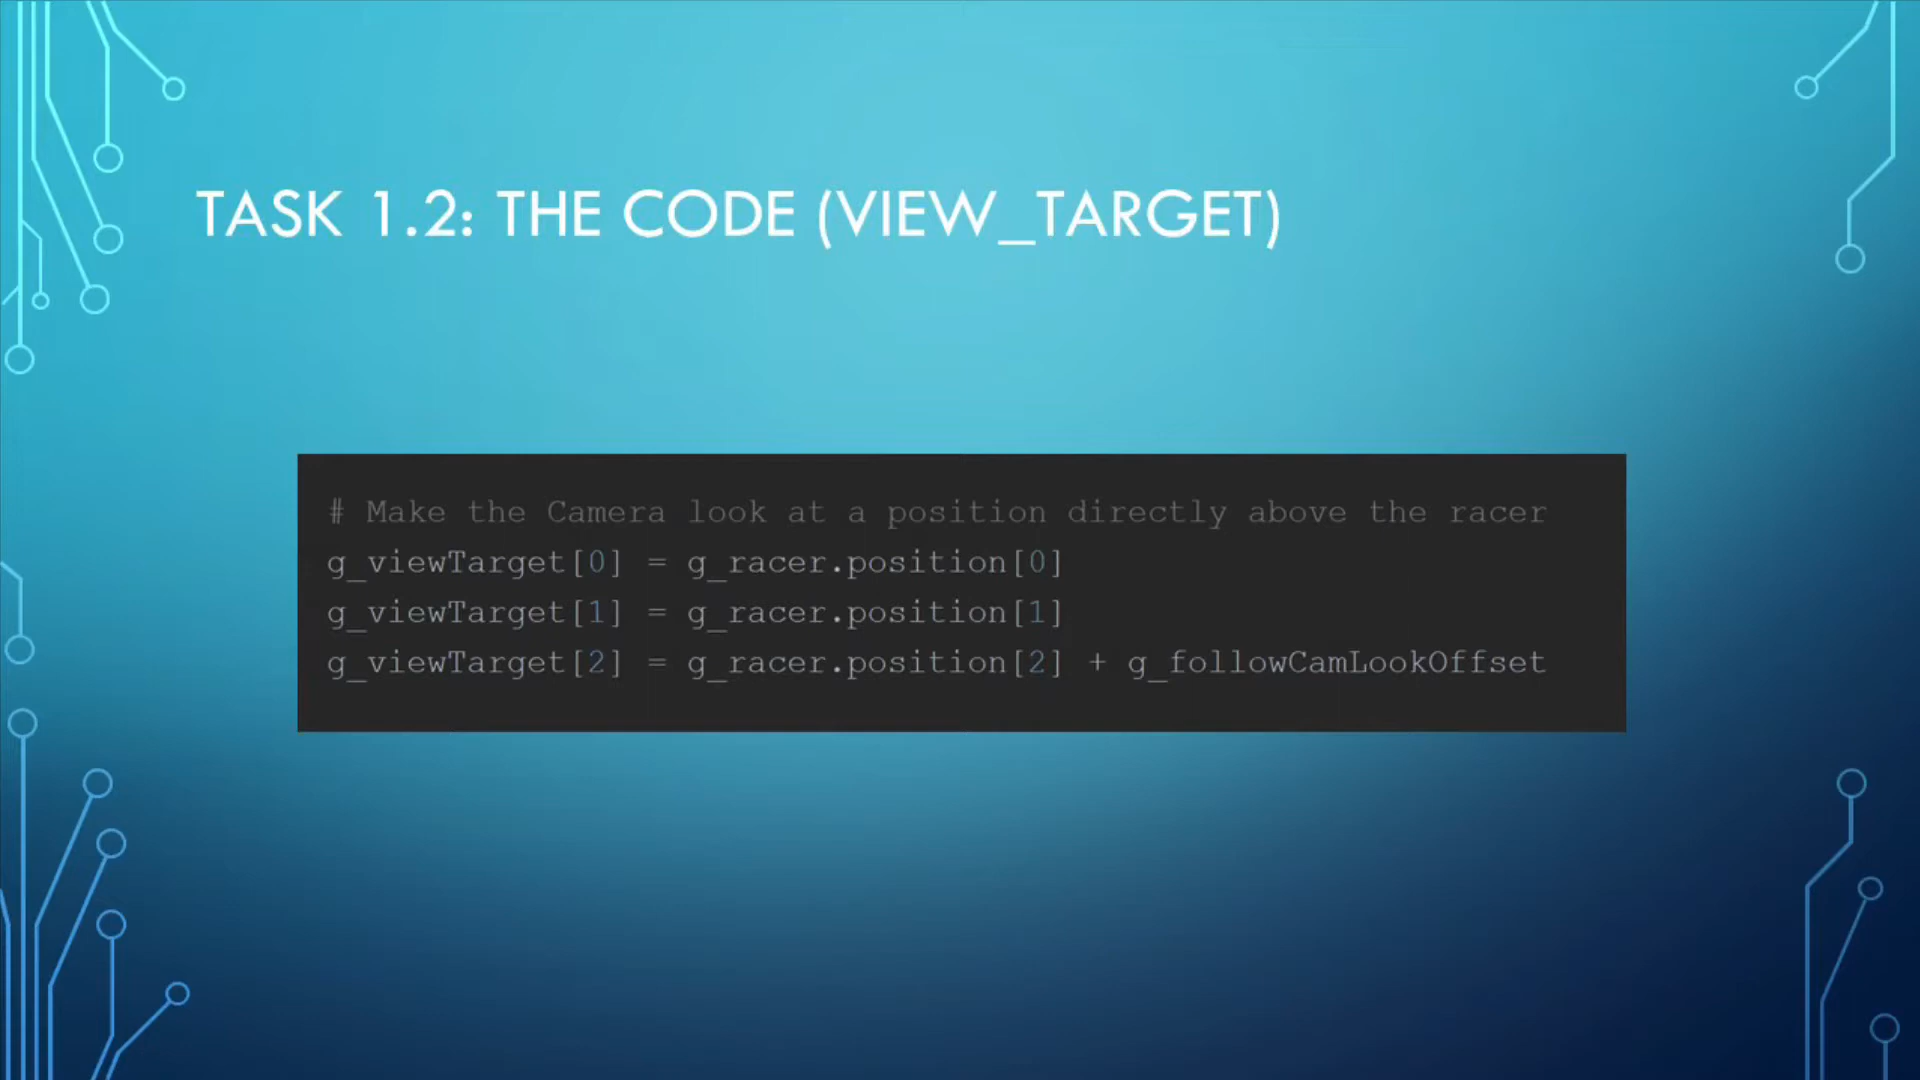 TASK 1.2: THE CODE (VIEW_TARGET)
# Make the Camera look at a position directly above the racer
g_viewTarget[0] = g_racer.position[0]
g_viewTarget[1] = g_racer.position[1]
g_viewTarget[2] = g_racer.position[2] + g_followCamLookOffset